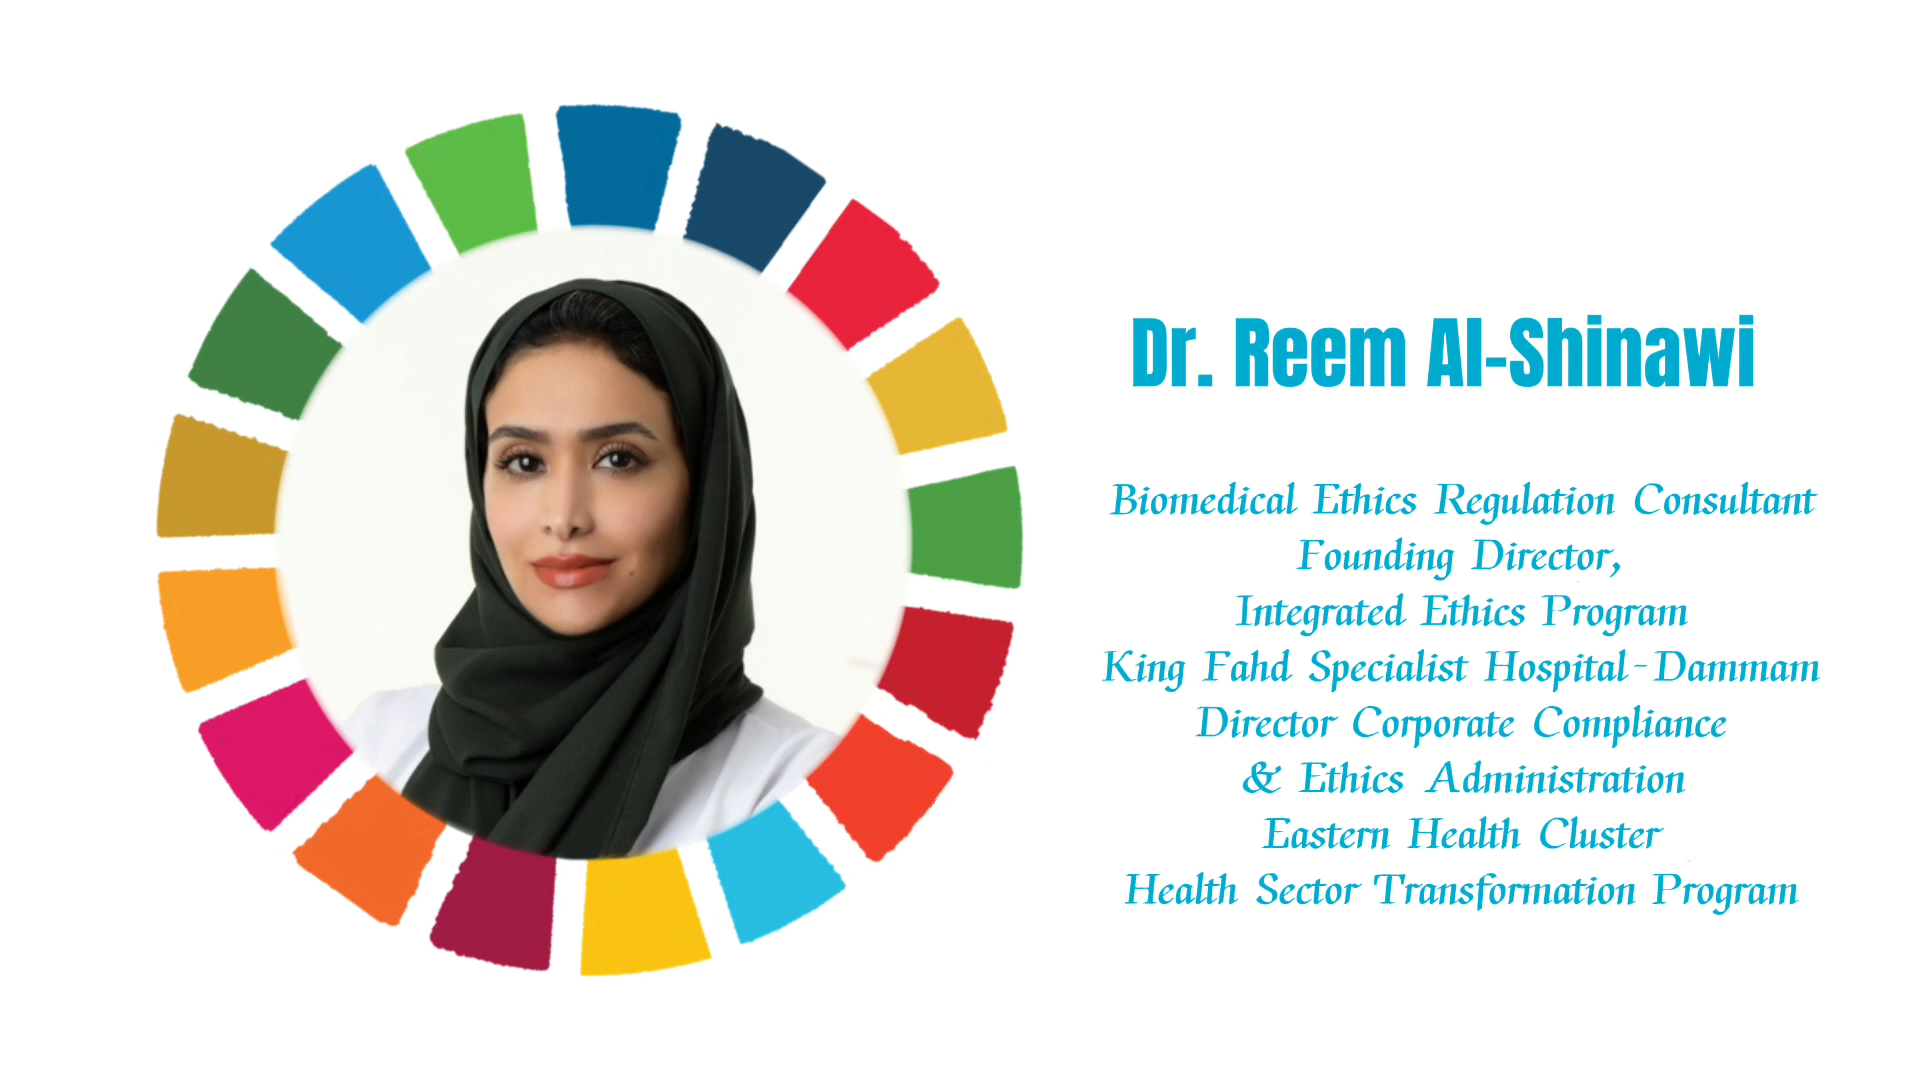 Dr. Reem Al-Shinawi
Biomedical Ethics Regulation Consultant
Founding Director,
Integrated Ethics Program
King Fahd Specialist Hospital-Dammam
Director Corporate Compliance
& Ethics Administration
Eastern Health Cluster
Health Sector Transformation Program